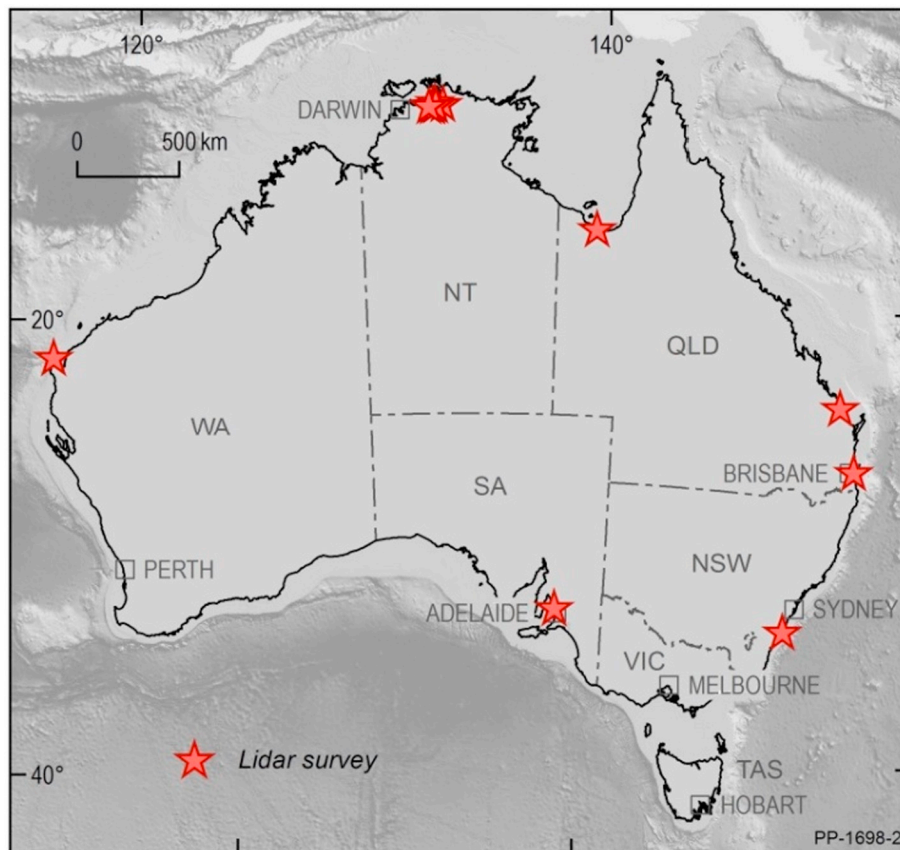 120°
140°
DARWIN
0 500 km
NT
20°
QLD
WA
BRISBANE
SA
NSW
PERTH
ADELAIDE
SYDNEY
VIC
MELBOURNE
Lidar survey
TAS
40°
HOBART
PP-1698-2